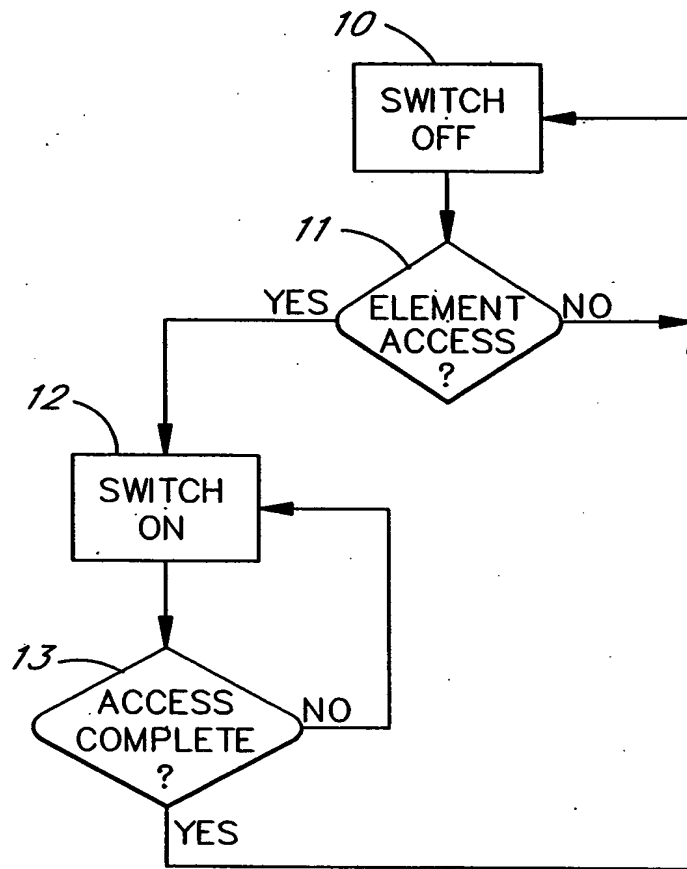 10
SWITCH
OFF
11
YES
ELEMENT
ACCESS
?
NO
12
SWITCH
ON
13
ACCESS
COMPLETE
?
NO
YES